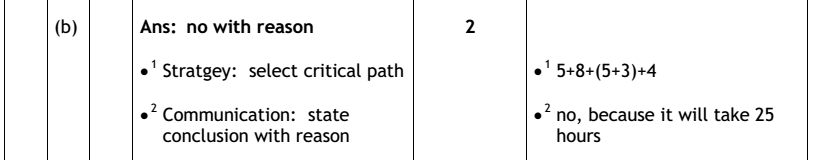 (b) Ans: no with reason 2
•¹ Stratgey: select critical path •¹ 5+8+(5+3)+4
•² Communication: state •² no, because it will take 25
conclusion with reason hours